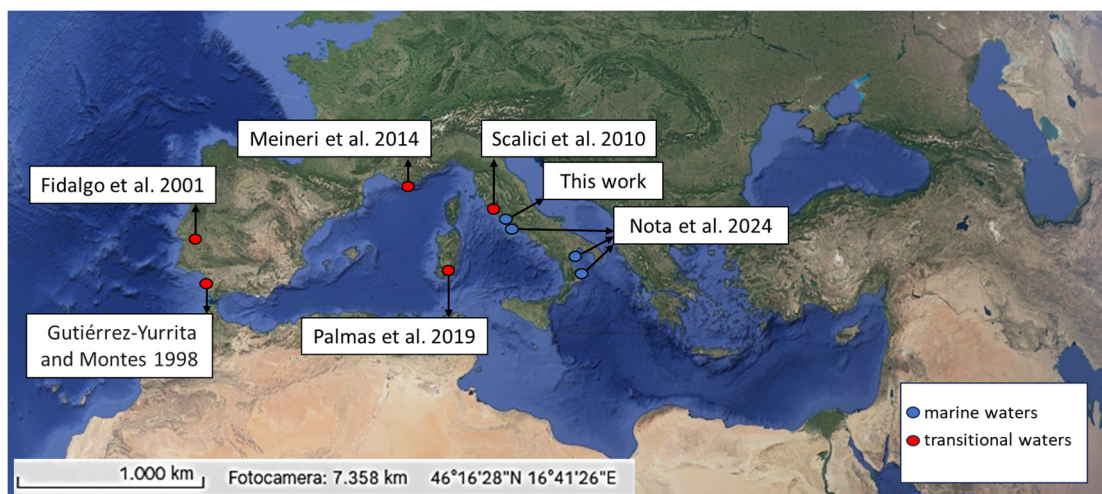 Meineri et al. 2014
Scalici et al. 2010
Fidalgo et al. 2001
This work
Nota et al. 2024
Gutiérrez-Yurrita
and Montes 1998
Palmas et al. 2019
marine waters
transitional waters
1.000 km
Fotocamera: 7.358 km 46°16'28"N 16°41'26"E